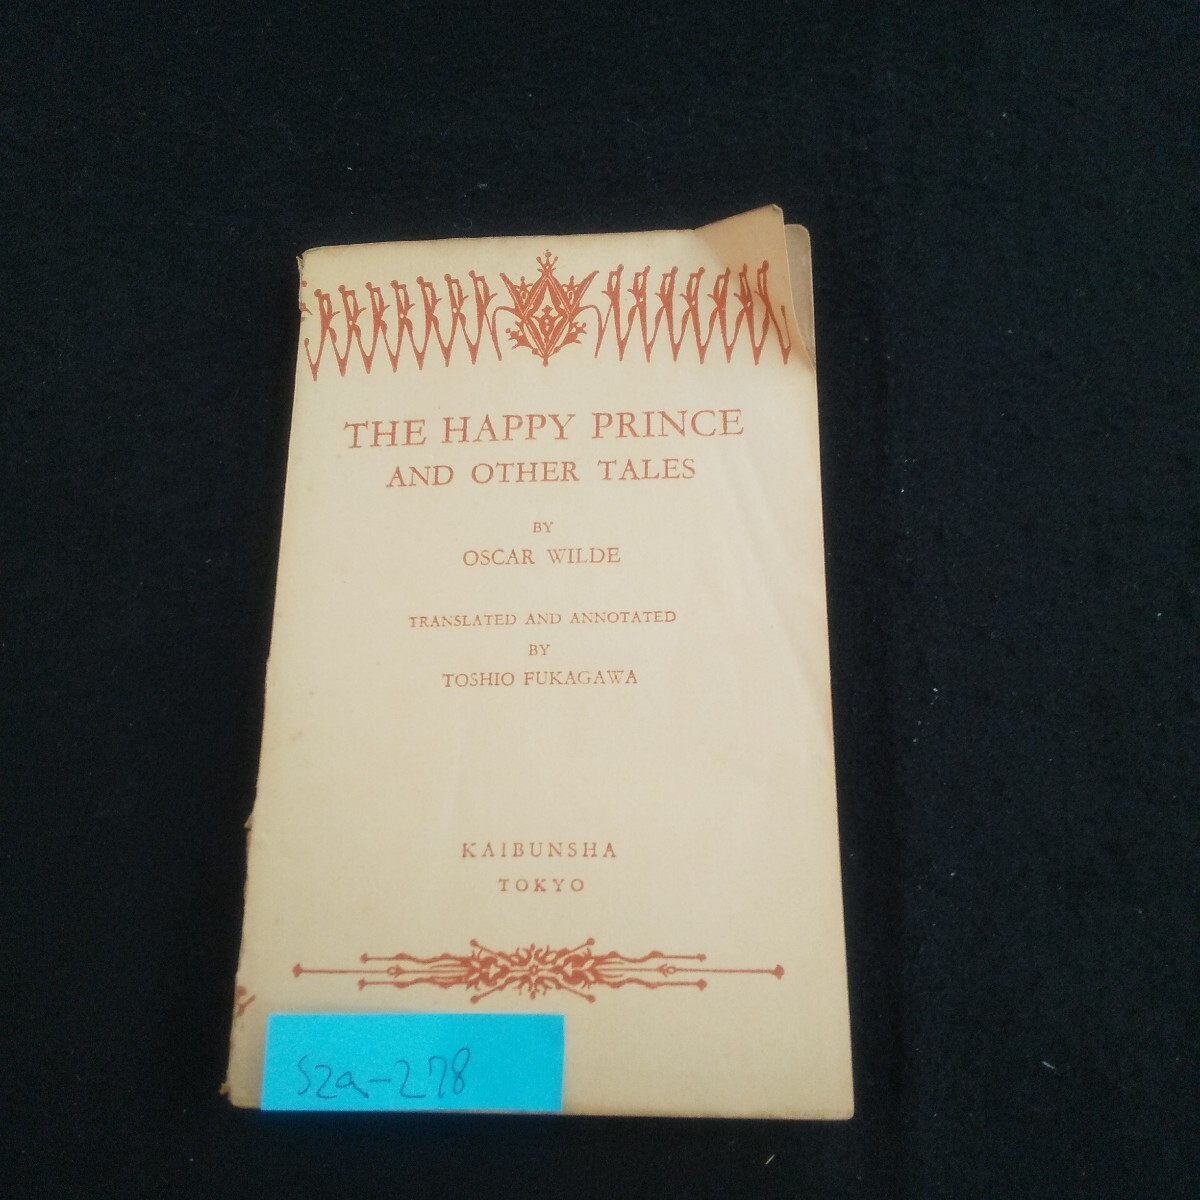 THE HAPPY PRINCE
AND OTHER TALES
BY
OSCAR WILDE
TRANSLATED AND ANNOTATED
BY
TOSHIO FUKAGAWA
KAIBUNSHA
TOKYO
S2a-278